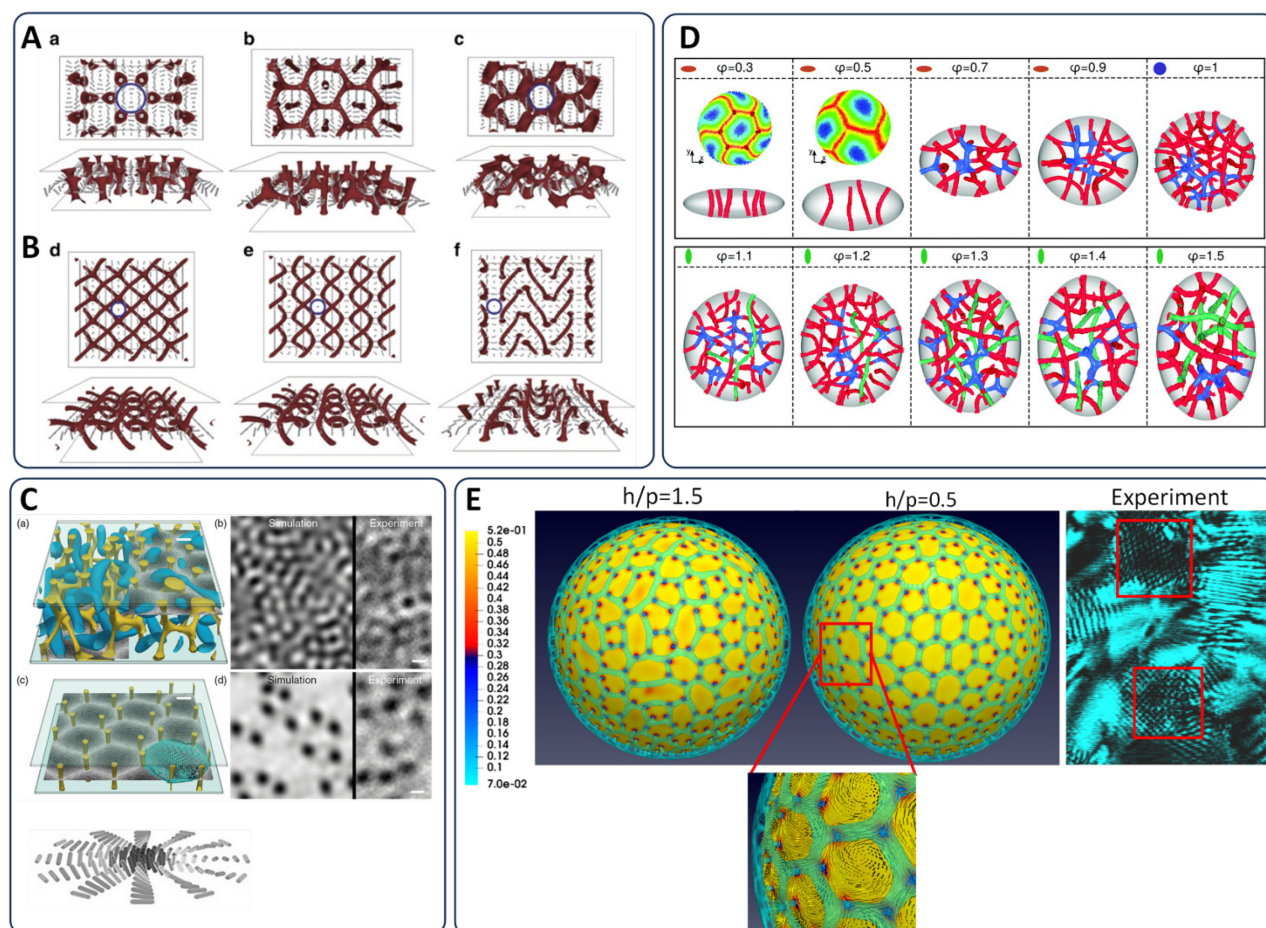 A
a
b
c
B
d
e
f
D
φ=0.3
φ=0.5
φ=0.7
φ=0.9
φ=1
y
x
y
x
φ=1.1
φ=1.2
φ=1.3
φ=1.4
φ=1.5
C
(a)
(b)
Simulation
Experiment
(c)
(d)
Simulation
Experiment
E
h/p=1.5
h/p=0.5
Experiment
5.2e-01
0.5
0.48
0.46
0.44
0.42
0.4
0.38
0.36
0.34
0.32
0.3
0.28
0.26
0.24
0.22
0.2
0.18
0.16
0.14
0.12
0.1
7.0e-02